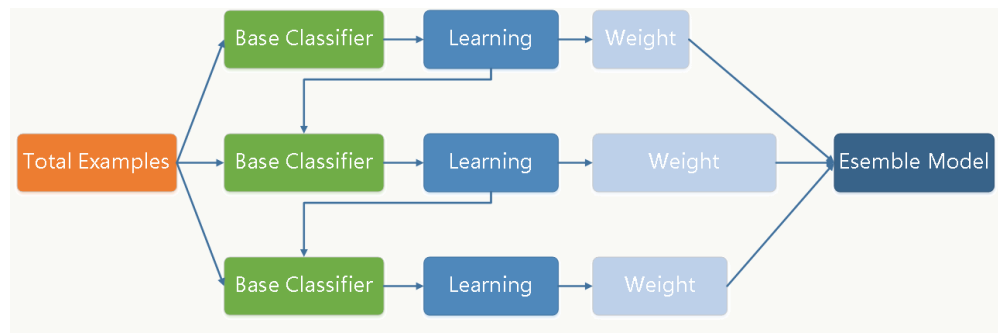 Base Classifier
Learning
Weight
Total Examples
Base Classifier
Learning
Weight
Esemble Model
Base Classifier
Learning
Weight